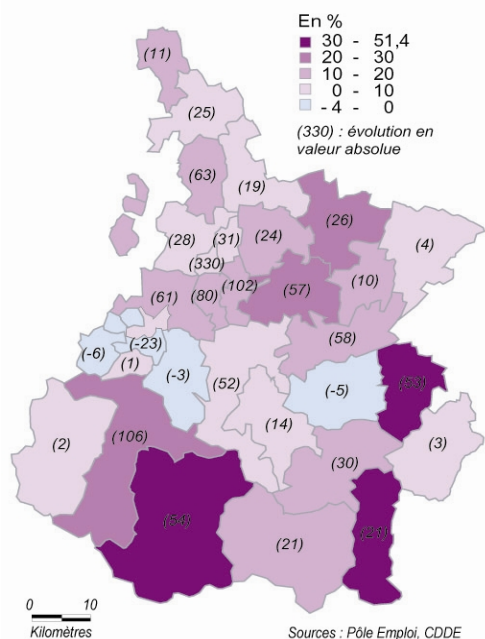 En %
30 - 51,4
20 - 30
10 - 20
0 - 10
-4 - 0
(330) : évolution en
valeur absolue
(11)
(25)
(63)
(19)
(26)
(4)
(28)
(31)
(24)
(330)
(102)
(57)
(10)
(61)
(80)
(58)
(-6)
(-23)
(1)
(-3)
(52)
(-5)
(14)
(3)
(2)
(106)
(30)
(21)
0 10
Kilomètres
Sources : Pôle Emploi, CDDE